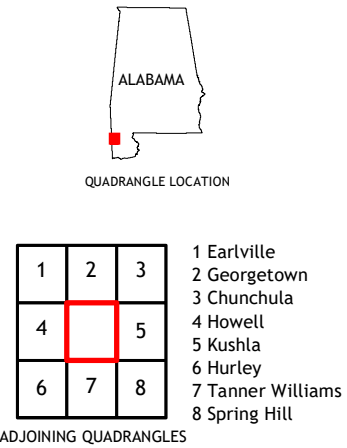 ALABAMA
QUADRANGLE LOCATION
1 2 3
4 5
6 7 8
1 Earlville
2 Georgetown
3 Chunchula
4 Howell
5 Kushla
6 Hurley
7 Tanner Williams
8 Spring Hill
ADJOINING QUADRANGLES